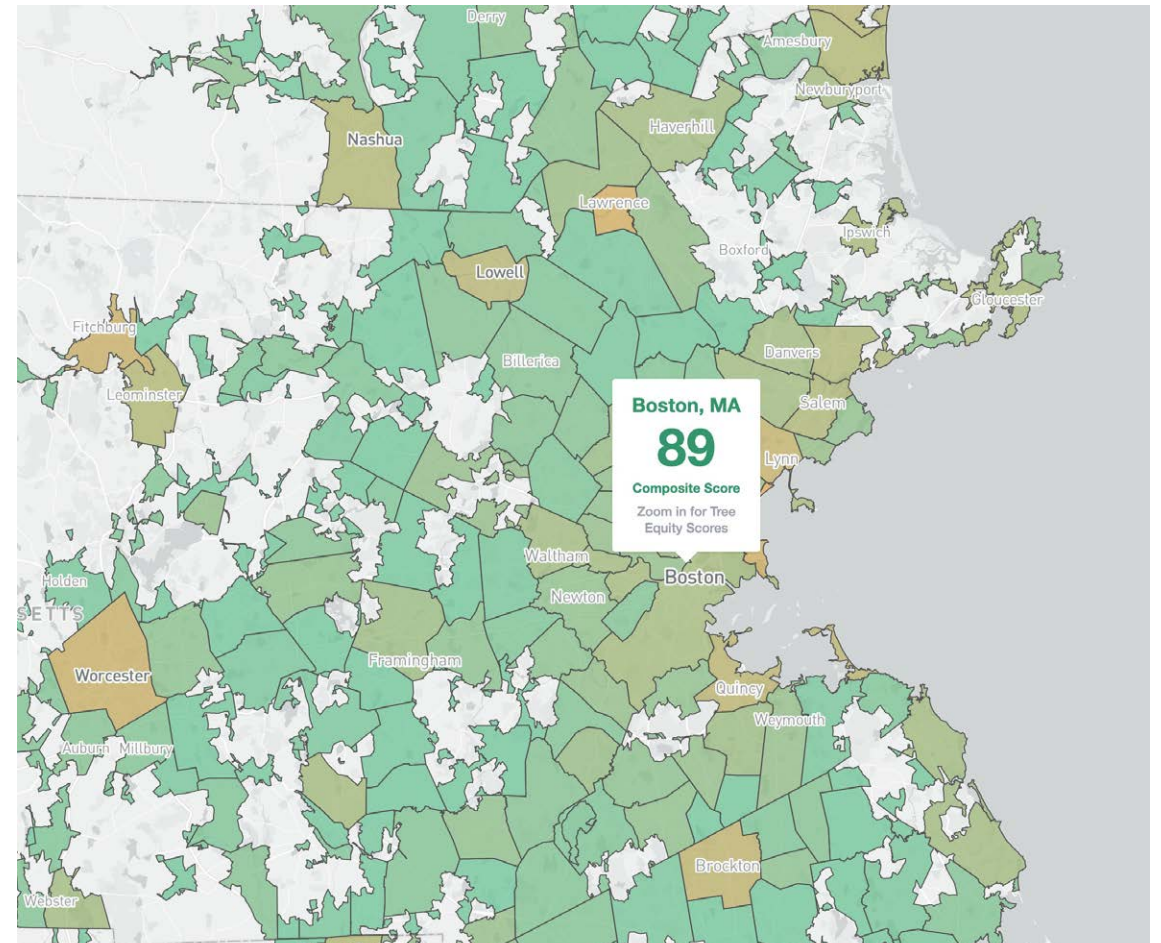 Derry
Amesbury
Newburyport
Nashua
Haverhill
Lawrence
Boxford
Ipswich
Lowell
Gloucester
Fitchburg
Billerica
Danvers
Leominster
Salem
Boston, MA
89
Composite Score
Zoom in for Tree
Equity Scores
Lynn
Waltham
Boston
Holden
Newton
SETTS
Framingham
Worcester
Quincy
Weymouth
Auburn
Millbury
Brockton
Webster